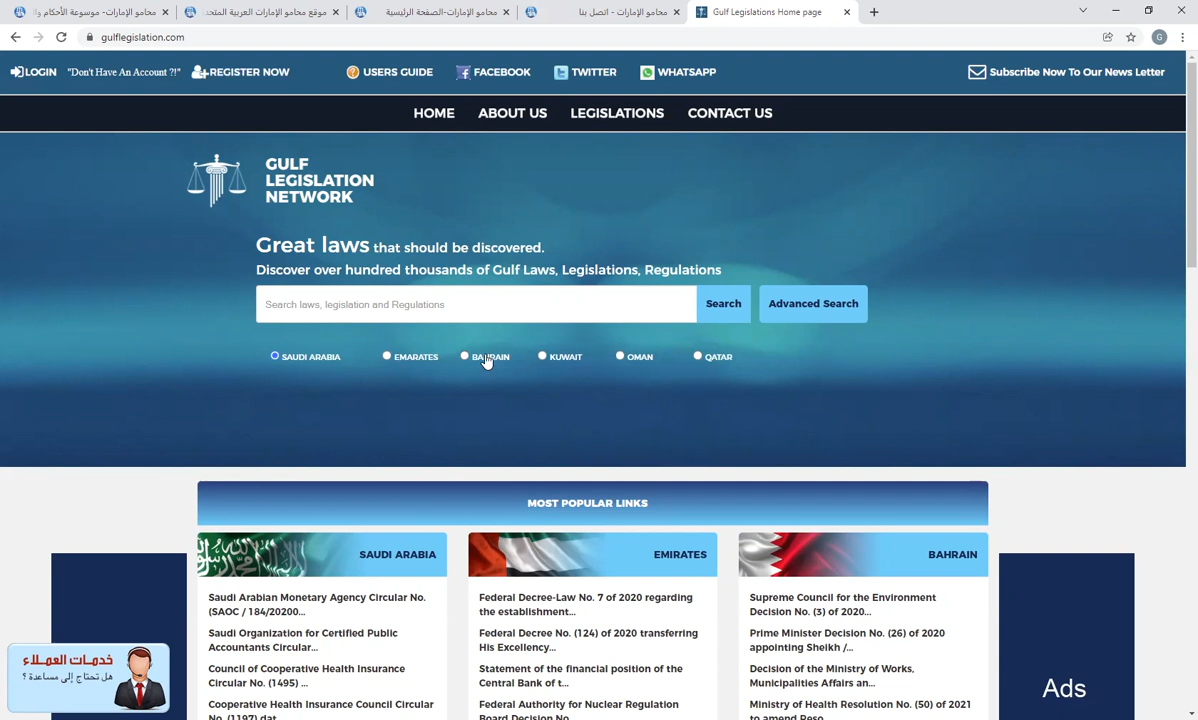 محامو الإمارات- موسوعة الأحكام وال
موقع محامو الإمارات العربية المتحد
محامو الإمارات-الصفحة الرئيسية
محامو الإمارات - اتصل بنا
Gulf Legislations Home page
gulflegislation.com
G
LOGIN "Don't Have An Account ?!" REGISTER NOW USERS GUIDE FACEBOOK TWITTER WHATSAPP Subscribe Now To Our News Letter
HOME ABOUT US LEGISLATIONS CONTACT US
GULF
LEGISLATION
NETWORK
Great laws that should be discovered.
Discover over hundred thousands of Gulf Laws, Legislations, Regulations
Search laws, legislation and Regulations Search Advanced Search
SAUDI ARABIA EMARATES BAHRAIN KUWAIT OMAN QATAR
MOST POPULAR LINKS
SAUDI ARABIA
Saudi Arabian Monetary Agency Circular No.
(SAOC / 184/20200...
Saudi Organization for Certified Public
Accountants Circular...
Council of Cooperative Health Insurance
Circular No. (1495) ...
Cooperative Health Insurance Council Circular
No. (1197) dat...
EMIRATES
Federal Decree-Law No. 7 of 2020 regarding
the establishment...
Federal Decree No. (124) of 2020 transferring
His Excellency...
Statement of the financial position of the
Central Bank of t...
Federal Authority for Nuclear Regulation
Board Decision No...
BAHRAIN
Supreme Council for the Environment
Decision No. (3) of 2020...
Prime Minister Decision No. (26) of 2020
appointing Sheikh /...
Decision of the Ministry of Works,
Municipalities Affairs an...
Ministry of Health Resolution No. (50) of 2021
to amend Reso...
خدمات العملاء
هل تحتاج إلى مساعدة ؟
Ads